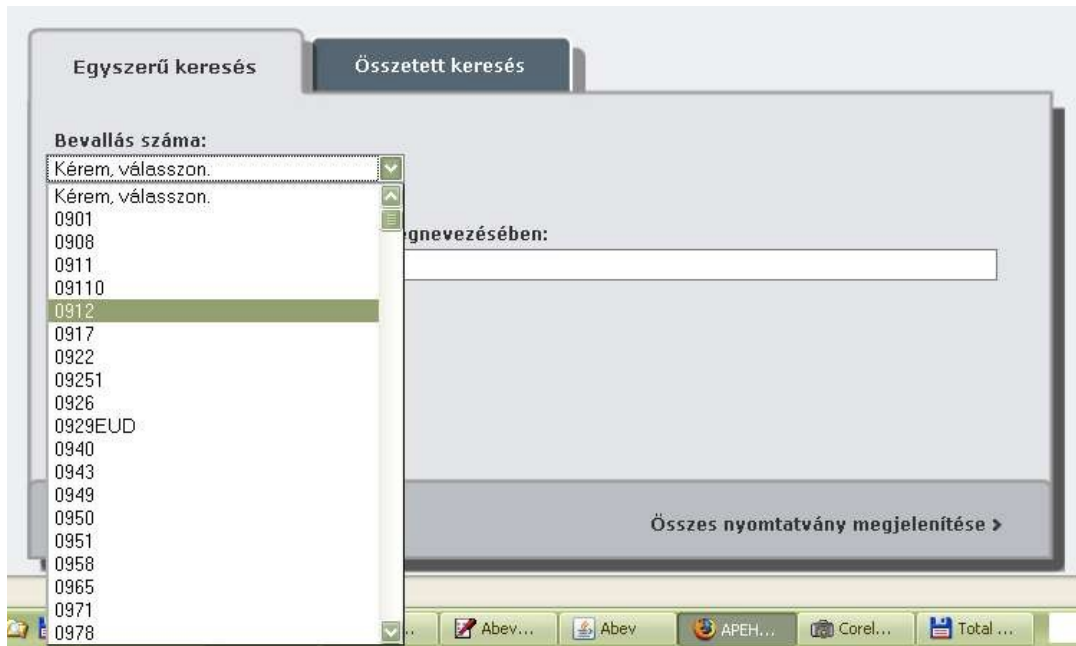 Egyszerű keresés
Összetett keresés
Bevallás száma:
Kérem, válasszon.
Kérem, válasszon.
0901
0908
egnevezésében:
0911
09110
0912
0917
0922
09251
0926
0929EUD
0940
0943
0949
0950
Összes nyomtatvány megjelenítése >
0951
0958
0965
0971
0978
Abev...
Abev
APEH...
Corel...
Total ...